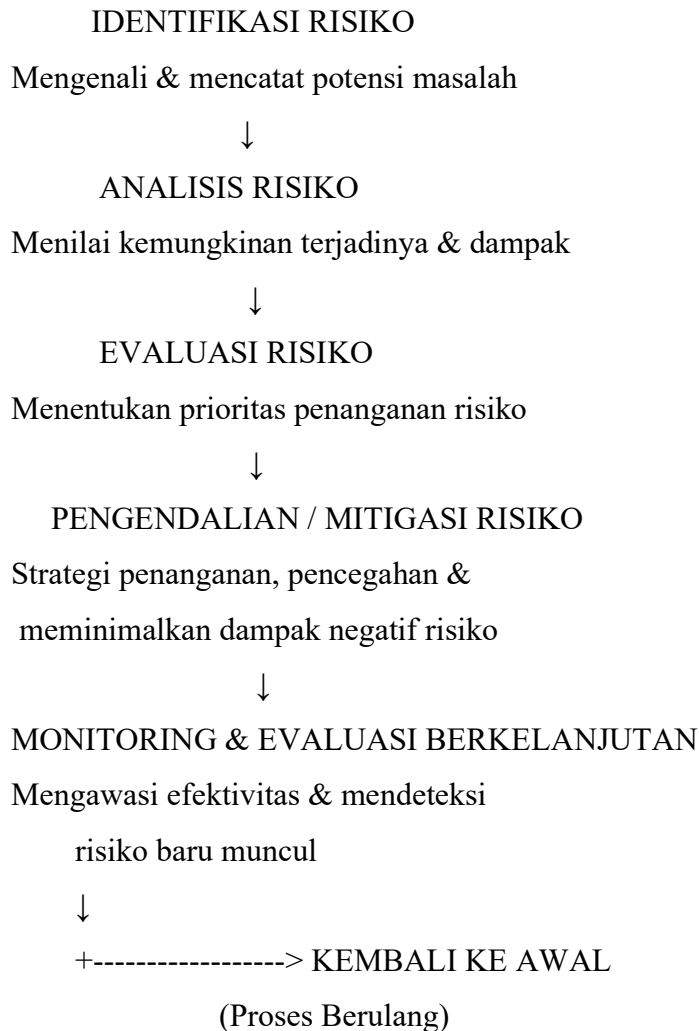 IDENTIFIKASI RISIKO
Mengenali & mencatat potensi masalah
↓
ANALISIS RISIKO
Menilai kemungkinan terjadinya & dampak
↓
EVALUASI RISIKO
Menentukan prioritas penanganan risiko
↓
PENGENDALIAN / MITIGASI RISIKO
Strategi penanganan, pencegahan &
meminimalkan dampak negatif risiko
↓
MONITORING & EVALUASI BERKELANJUTAN
Mengawasi efektivitas & mendeteksi
risiko baru muncul
↓
+------------------> KEMBALI KE AWAL
(Proses Berulang)